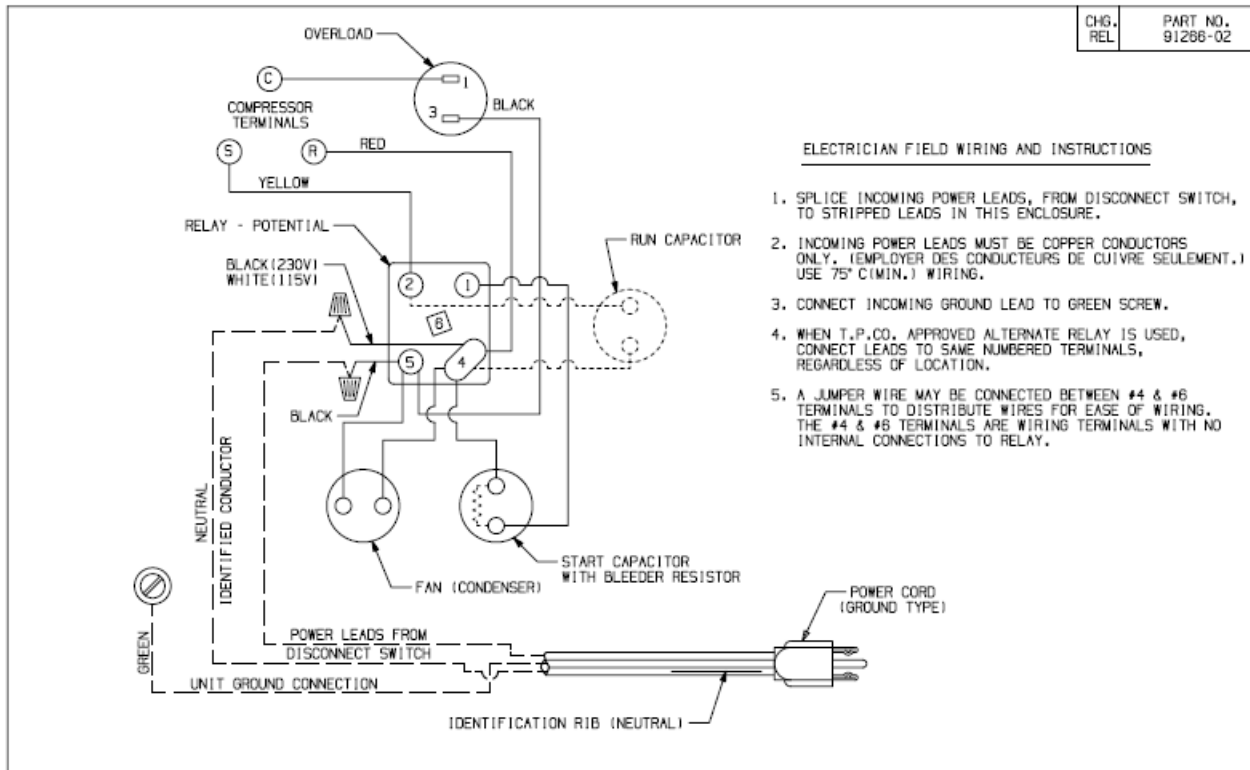 CHG. PART NO.
REL 91266-02
OVERLOAD
C
1
COMPRESSOR
TERMINALS
3
BLACK
S
R
RED
YELLOW
RELAY - POTENTIAL
BLACK(230V)
WHITE(115V)
2
1
6
5
4
RUN CAPACITOR
BLACK
NEUTRAL
IDENTIFIED CONDUCTOR
FAN (CONDENSER)
START CAPACITOR
WITH BLEEDER RESISTOR
GREEN
POWER LEADS FROM
DISCONNECT SWITCH
UNIT GROUND CONNECTION
POWER CORD
(GROUND TYPE)
IDENTIFICATION RIB (NEUTRAL)
ELECTRICIAN FIELD WIRING AND INSTRUCTIONS
1. SPLICE INCOMING POWER LEADS, FROM DISCONNECT SWITCH,
TO STRIPPED LEADS IN THIS ENCLOSURE.
2. INCOMING POWER LEADS MUST BE COPPER CONDUCTORS
ONLY. (EMPLOYER DES CONDUCTEURS DE CUIVRE SEULEMENT.)
USE 75° C(MIN.) WIRING.
3. CONNECT INCOMING GROUND LEAD TO GREEN SCREW.
4. WHEN T.P.CO. APPROVED ALTERNATE RELAY IS USED,
CONNECT LEADS TO SAME NUMBERED TERMINALS,
REGARDLESS OF LOCATION.
5. A JUMPER WIRE MAY BE CONNECTED BETWEEN #4 & #6
TERMINALS TO DISTRIBUTE WIRES FOR EASE OF WIRING.
THE #4 & #6 TERMINALS ARE WIRING TERMINALS WITH NO
INTERNAL CONNECTIONS TO RELAY.